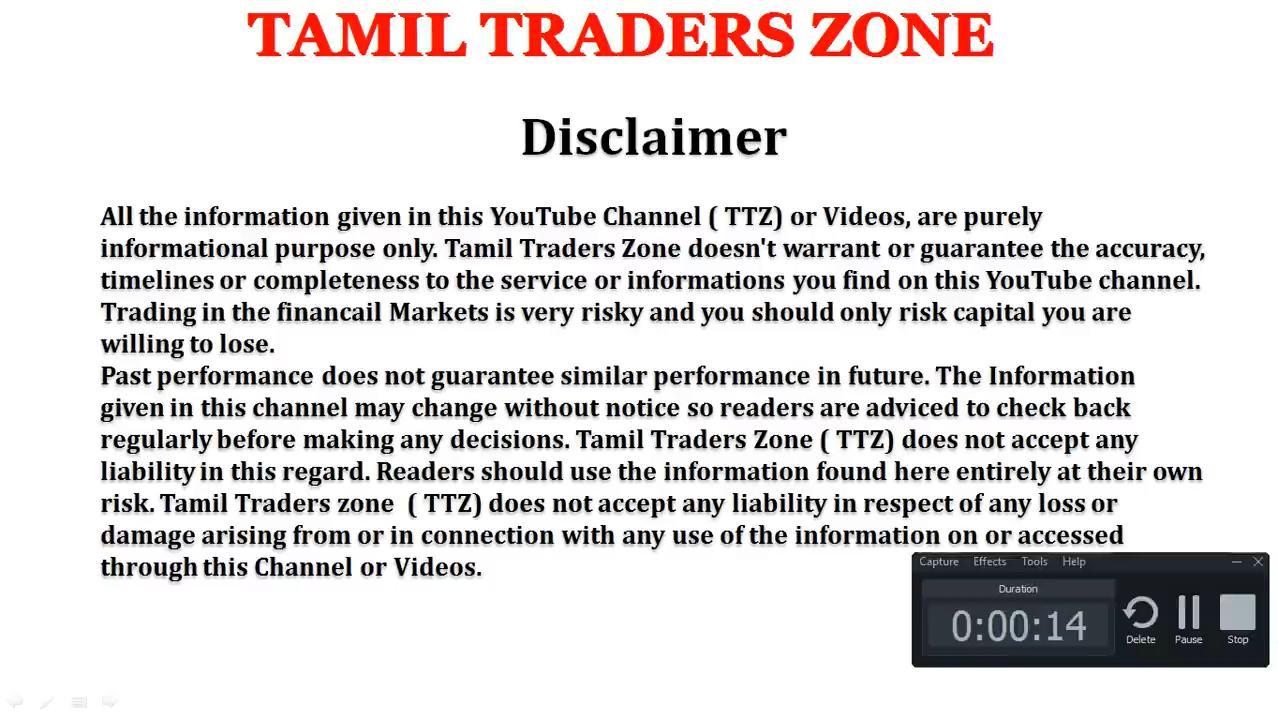 TAMIL TRADERS ZONE
Disclaimer
All the information given in this YouTube Channel ( TTZ) or Videos, are purely
informational purpose only. Tamil Traders Zone doesn't warrant or guarantee the accuracy,
timelines or completeness to the service or informations you find on this YouTube channel.
Trading in the financail Markets is very risky and you should only risk capital you are
willing to lose.
Past performance does not guarantee similar performance in future. The Information
given in this channel may change without notice so readers are adviced to check back
regularly before making any decisions. Tamil Traders Zone ( TTZ) does not accept any
liability in this regard. Readers should use the information found here entirely at their own
risk. Tamil Traders zone  ( TTZ) does not accept any liability in respect of any loss or
damage arising from or in connection with any use of the information on or accessed
through this Channel or Videos.
Capture Effects Tools Help
Duration
0:00:14
Delete Pause Stop